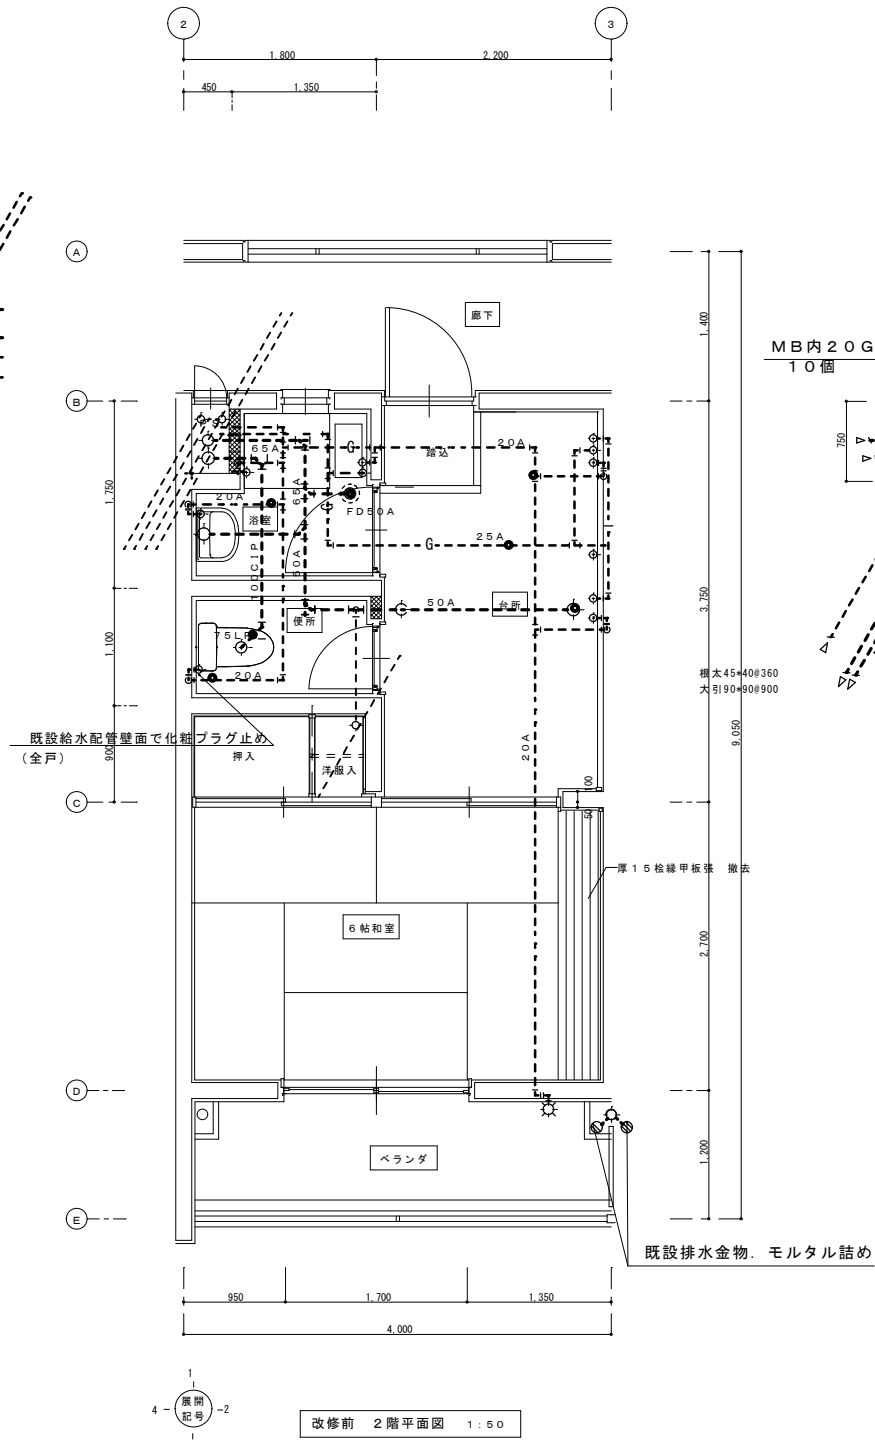 2
3
1,800
2,200
450
1,350
A
廊下
1,400
MB内20G
10個
B
750
踏込
20A
65A
G
65A
20A
FD50A
浴室
1,750
25A
G
50A
100CIP
50A
台所
3,750
便所
75LP
1,100
20A
根太45*40@360
大引90*90@900
9,050
既設給水配管壁面で化粧プラグ止め
(全戸)
900
押入
洋服入
20A
100
50
C
厚15桧縁甲板張 撤去
6帖和室
2,700
D
ベランダ
1,200
E
既設排水金物. モルタル詰め
950
1,700
1,350
4,000
1
4
展開
記号
2
改修前 2階平面図 1:50